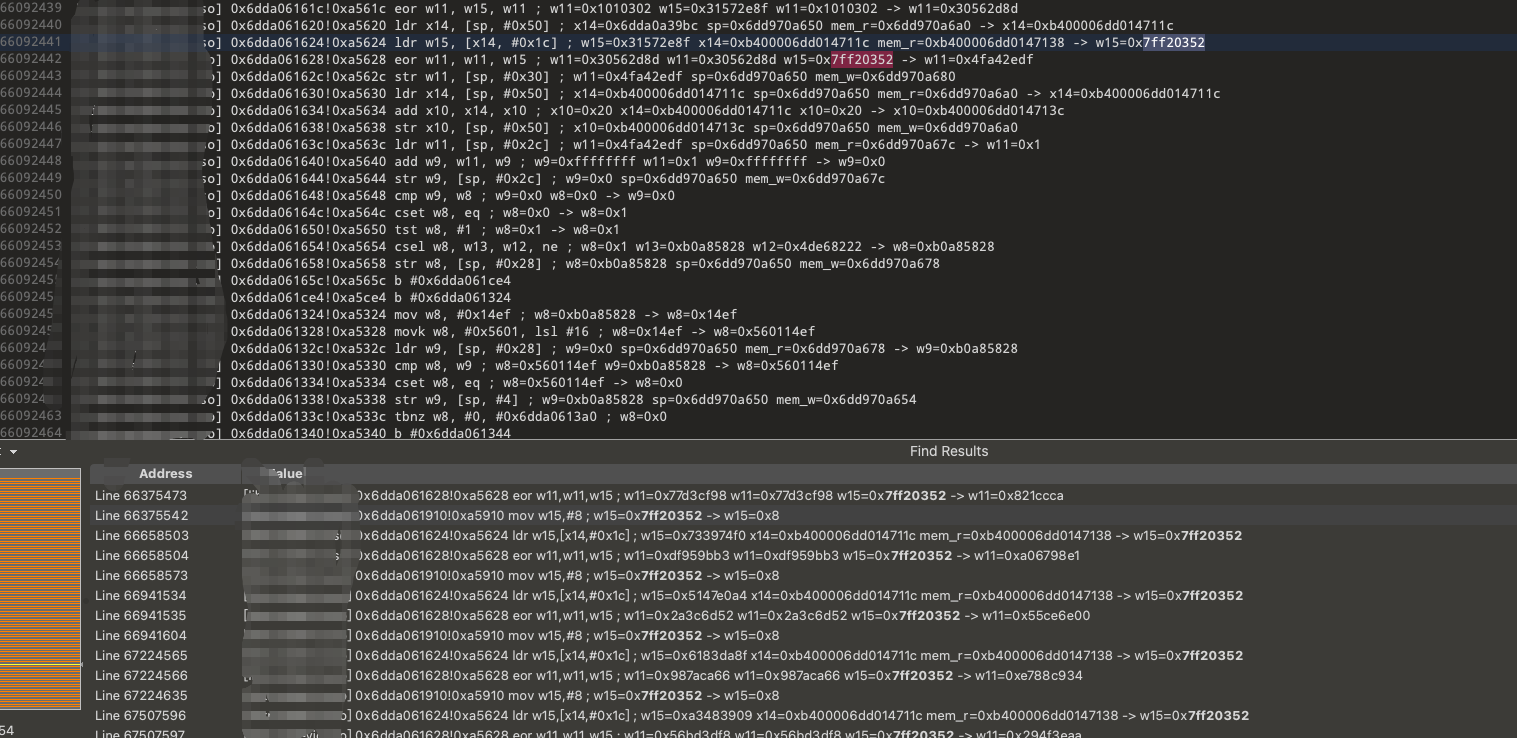 66092439 so] 0x6dda06161c!0xa561c eor w11, w15, w11 ; w11=0x1010302 w15=0x31572e8f w11=0x1010302 -> w11=0x30562d8d
66092440 so] 0x6dda061620!0xa5620 ldr x14, [sp, #0x50] ; x14=0x6dda0a39bc sp=0x6dd970a650 mem_r=0x6dd970a6a0 -> x14=0xb400006dd014711c
66092441 so] 0x6dda061624!0xa5624 ldr w15, [x14, #0x1c] ; w15=0x31572e8f x14=0xb400006dd014711c mem_r=0xb400006dd0147138 -> w15=0x7ff20352
66092442 so] 0x6dda061628!0xa5628 eor w11, w11, w15 ; w11=0x30562d8d w11=0x30562d8d w15=0x7ff20352 -> w11=0x4fa42edf
66092443 so] 0x6dda06162c!0xa562c str w11, [sp, #0x30] ; w11=0x4fa42edf sp=0x6dd970a650 mem_w=0x6dd970a680
66092444 so] 0x6dda061630!0xa5630 ldr x14, [sp, #0x50] ; x14=0xb400006dd014711c sp=0x6dd970a650 mem_r=0x6dd970a6a0 -> x14=0xb400006dd014711c
66092445 so] 0x6dda061634!0xa5634 add x10, x14, x10 ; x10=0x20 x14=0xb400006dd014711c x10=0x20 -> x10=0xb400006dd014713c
66092446 so] 0x6dda061638!0xa5638 str x10, [sp, #0x50] ; x10=0xb400006dd014713c sp=0x6dd970a650 mem_w=0x6dd970a6a0
66092447 so] 0x6dda06163c!0xa563c ldr w11, [sp, #0x2c] ; w11=0x4fa42edf sp=0x6dd970a650 mem_r=0x6dd970a67c -> w11=0x1
66092448 so] 0x6dda061640!0xa5640 add w9, w11, w9 ; w9=0xffffffff w11=0x1 w9=0xffffffff -> w9=0x0
66092449 so] 0x6dda061644!0xa5644 str w9, [sp, #0x2c] ; w9=0x0 sp=0x6dd970a650 mem_w=0x6dd970a67c
66092450 o] 0x6dda061648!0xa5648 cmp w9, w8 ; w9=0x0 w8=0x0 -> w9=0x0
66092451 o] 0x6dda06164c!0xa564c cset w8, eq ; w8=0x0 -> w8=0x1
66092452 o] 0x6dda061650!0xa5650 tst w8, #1 ; w8=0x1 -> w8=0x1
66092453 o] 0x6dda061654!0xa5654 csel w8, w13, w12, ne ; w8=0x1 w13=0xb0a85828 w12=0x4de68222 -> w8=0xb0a85828
66092454 ] 0x6dda061658!0xa5658 str w8, [sp, #0x28] ; w8=0xb0a85828 sp=0x6dd970a650 mem_w=0x6dd970a678
6609245 ] 0x6dda06165c!0xa565c b #0x6dda061ce4
6609245 0x6dda061ce4!0xa5ce4 b #0x6dda061324
6609245 0x6dda061324!0xa5324 mov w8, #0x14ef ; w8=0xb0a85828 -> w8=0x14ef
6609245 0x6dda061328!0xa5328 movk w8, #0x5601, lsl #16 ; w8=0x14ef -> w8=0x560114ef
660924 0x6dda06132c!0xa532c ldr w9, [sp, #0x28] ; w9=0x0 sp=0x6dd970a650 mem_r=0x6dd970a678 -> w9=0xb0a85828
660924 ] 0x6dda061330!0xa5330 cmp w8, w9 ; w8=0x560114ef w9=0xb0a85828 -> w8=0x560114ef
660924 ] 0x6dda061334!0xa5334 cset w8, eq ; w8=0x560114ef -> w8=0x0
660924 ] 0x6dda061338!0xa5338 str w9, [sp, #4] ; w9=0xb0a85828 sp=0x6dd970a650 mem_w=0x6dd970a654
66092463 o] 0x6dda06133c!0xa533c tbnz w8, #0, #0x6dda0613a0 ; w8=0x0
66092464 o] 0x6dda061340!0xa5340 b #0x6dda061344
Find Results
Address
Line 66375473 0x6dda061628!0xa5628 eor w11,w11,w15 ; w11=0x77d3cf98 w11=0x77d3cf98 w15=0x7ff20352 -> w11=0x821ccca
Line 66375542 0x6dda061910!0xa5910 mov w15,#8 ; w15=0x7ff20352 -> w15=0x8
Line 66658503 0x6dda061624!0xa5624 ldr w15,[x14,#0x1c] ; w15=0x733974f0 x14=0xb400006dd014711c mem_r=0xb400006dd0147138 -> w15=0x7ff20352
Line 66658504 0x6dda061628!0xa5628 eor w11,w11,w15 ; w11=0xdf959bb3 w11=0xdf959bb3 w15=0x7ff20352 -> w11=0xa06798e1
Line 66658573 0x6dda061910!0xa5910 mov w15,#8 ; w15=0x7ff20352 -> w15=0x8
Line 66941534 ] 0x6dda061624!0xa5624 ldr w15,[x14,#0x1c] ; w15=0x5147e0a4 x14=0xb400006dd014711c mem_r=0xb400006dd0147138 -> w15=0x7ff20352
Line 66941535 ] 0x6dda061628!0xa5628 eor w11,w11,w15 ; w11=0x2a3c6d52 w11=0x2a3c6d52 w15=0x7ff20352 -> w11=0x55ce6e00
Line 66941604 ] 0x6dda061910!0xa5910 mov w15,#8 ; w15=0x7ff20352 -> w15=0x8
Line 67224565 ] 0x6dda061624!0xa5624 ldr w15,[x14,#0x1c] ; w15=0x6183da8f x14=0xb400006dd014711c mem_r=0xb400006dd0147138 -> w15=0x7ff20352
Line 67224566 ] 0x6dda061628!0xa5628 eor w11,w11,w15 ; w11=0x987aca66 w11=0x987aca66 w15=0x7ff20352 -> w11=0xe788c934
Line 67224635 ] 0x6dda061910!0xa5910 mov w15,#8 ; w15=0x7ff20352 -> w15=0x8
Line 67507596 ] 0x6dda061624!0xa5624 ldr w15,[x14,#0x1c] ; w15=0xa3483909 x14=0xb400006dd014711c mem_r=0xb400006dd0147138 -> w15=0x7ff20352
54
Line 67507597 ] 0x6dda061628!0xa5628 eor w11,w11,w15 ; w11=0x56bd3df8 w11=0x56bd3df8 w15=0x7ff20352 -> w11=0x294f3eaa